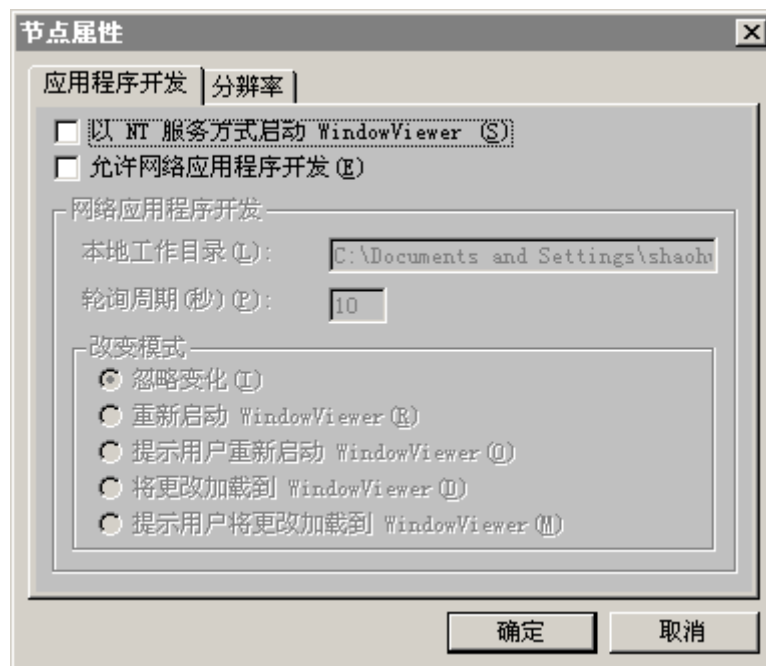 节点属性
应用程序开发 分辨率
以 NT 服务方式启动 WindowViewer (S)
允许网络应用程序开发(E)
网络应用程序开发
本地工作目录(L): C:\Documents and Settings\shaohu
轮询周期(秒)(P): 10
改变模式
忽略变化(I)
重新启动 WindowViewer(R)
提示用户重新启动 WindowViewer(O)
将更改加载到 WindowViewer(D)
提示用户将更改加载到 WindowViewer(M)
确定 取消